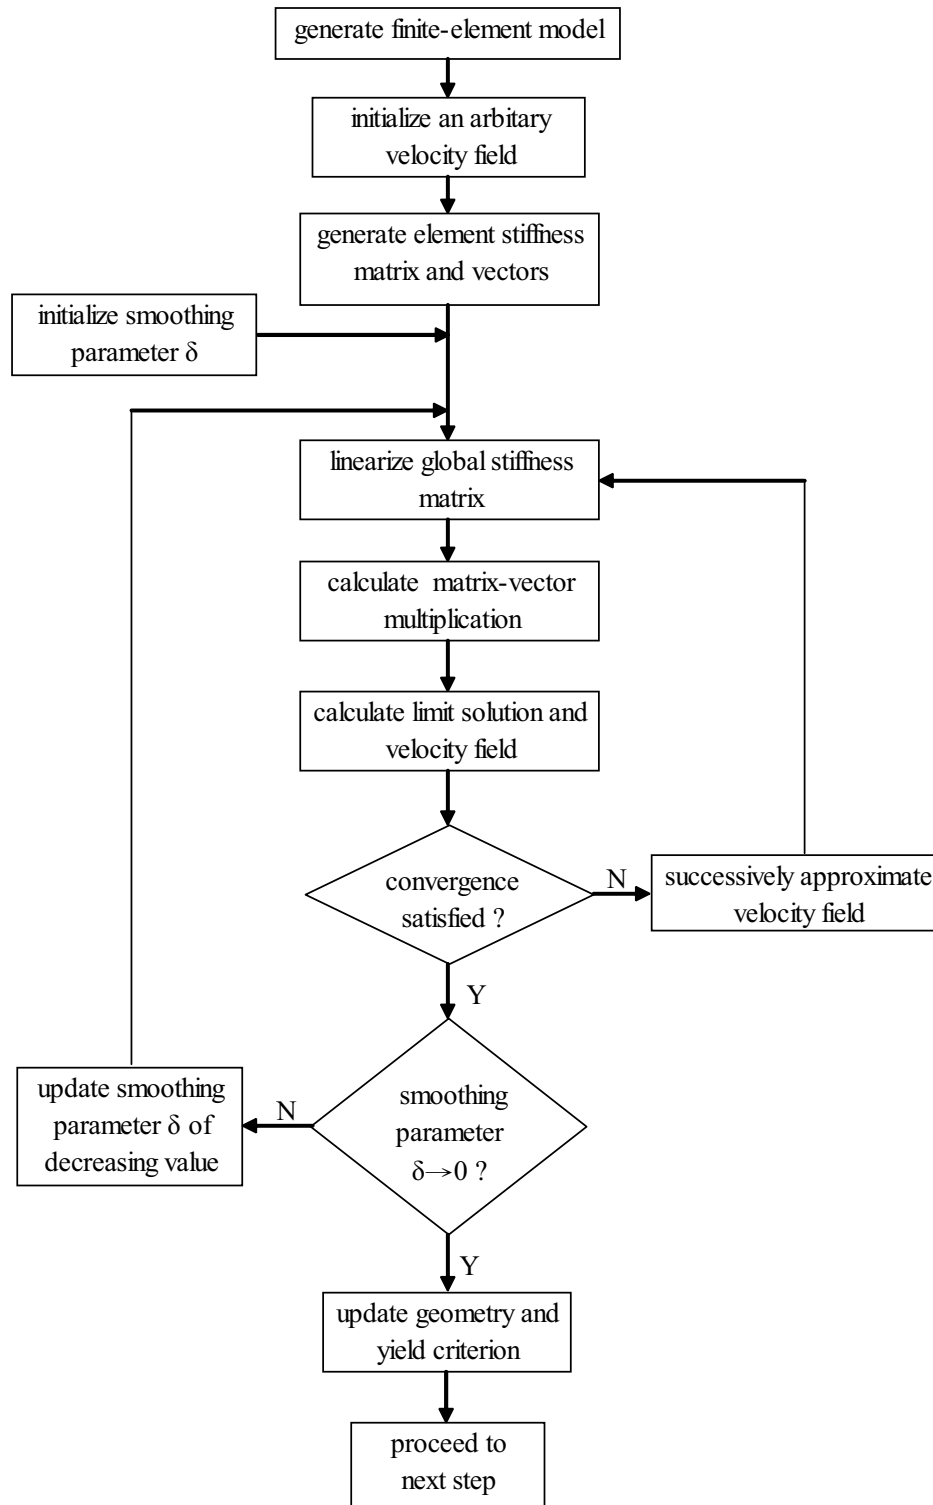 generate finite-element model
initialize an arbitary
velocity field
generate element stiffness
matrix and vectors
initialize smoothing
parameter δ
linearize global stiffness
matrix
calculate matrix-vector
multiplication
calculate limit solution and
velocity field
convergence
satisfied ?
N
successively approximate
velocity field
Y
smoothing
parameter
δ→0 ?
N
update smoothing
parameter δ of
decreasing value
Y
update geometry and
yield criterion
proceed to
next step